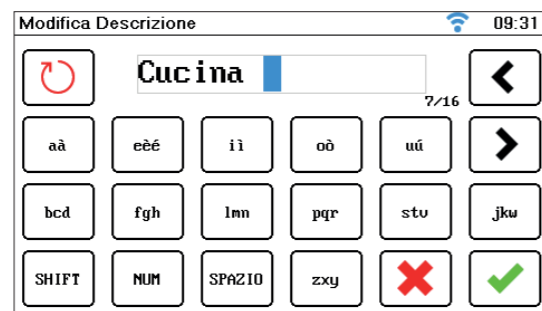 Modifica Descrizione 09:31
Cucina
7/16
aà eèé iì oò uú
bcd fgh lmn pqr stv jkw
SHIFT NUM SPAZIO zxy